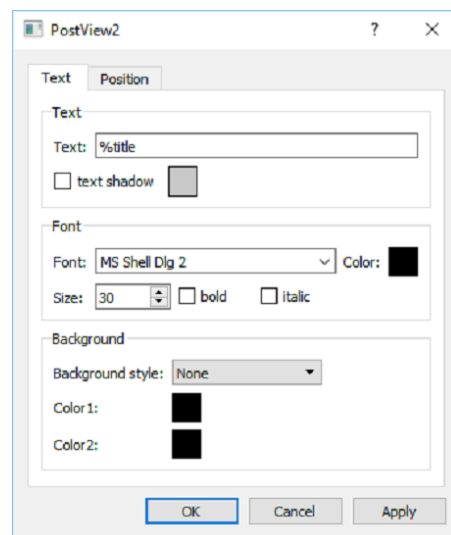 PostView2 ?
Text Position
Text
Text: %title
text shadow
Font
Font: MS Shell Dlg 2 Color:
Size: 30 bold italic
Background
Background style: None
Color1:
Color2:
OK Cancel Apply